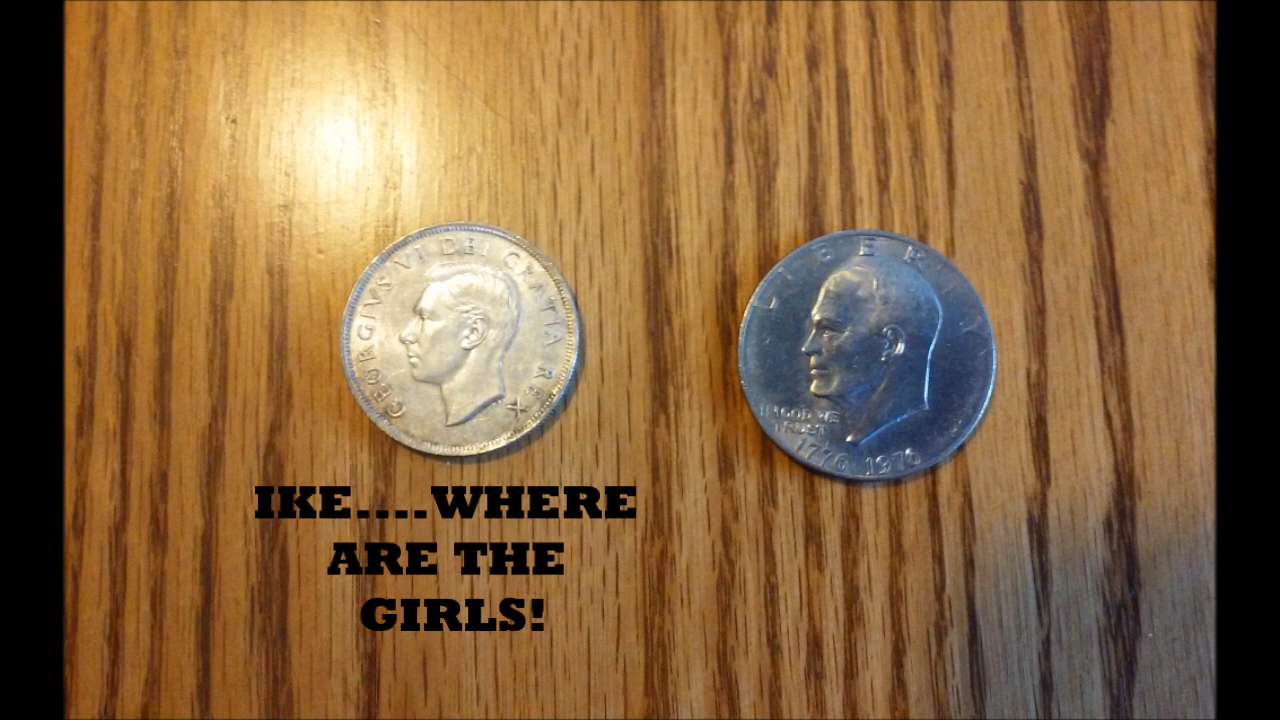 GEORGIVS VI DEI GRATIA REX
LIBERTY
IN GOD WE
TRUST
1776 1976
IKE....WHERE
ARE THE
GIRLS!